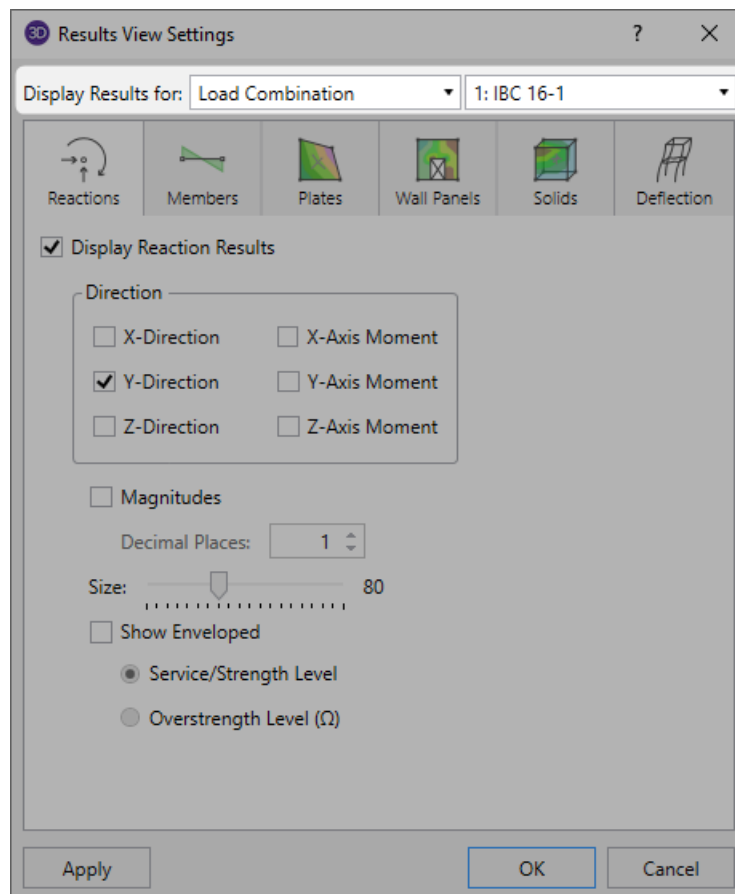 3D Results View Settings ? ×
Display Results for: Load Combination 1: IBC 16-1
Reactions Members Plates Wall Panels Solids Deflection
Display Reaction Results
Direction
X-Direction X-Axis Moment
Y-Direction Y-Axis Moment
Z-Direction Z-Axis Moment
Magnitudes
Decimal Places: 1
Size: 80
Show Enveloped
Service/Strength Level
Overstrength Level (Ω)
Apply OK Cancel